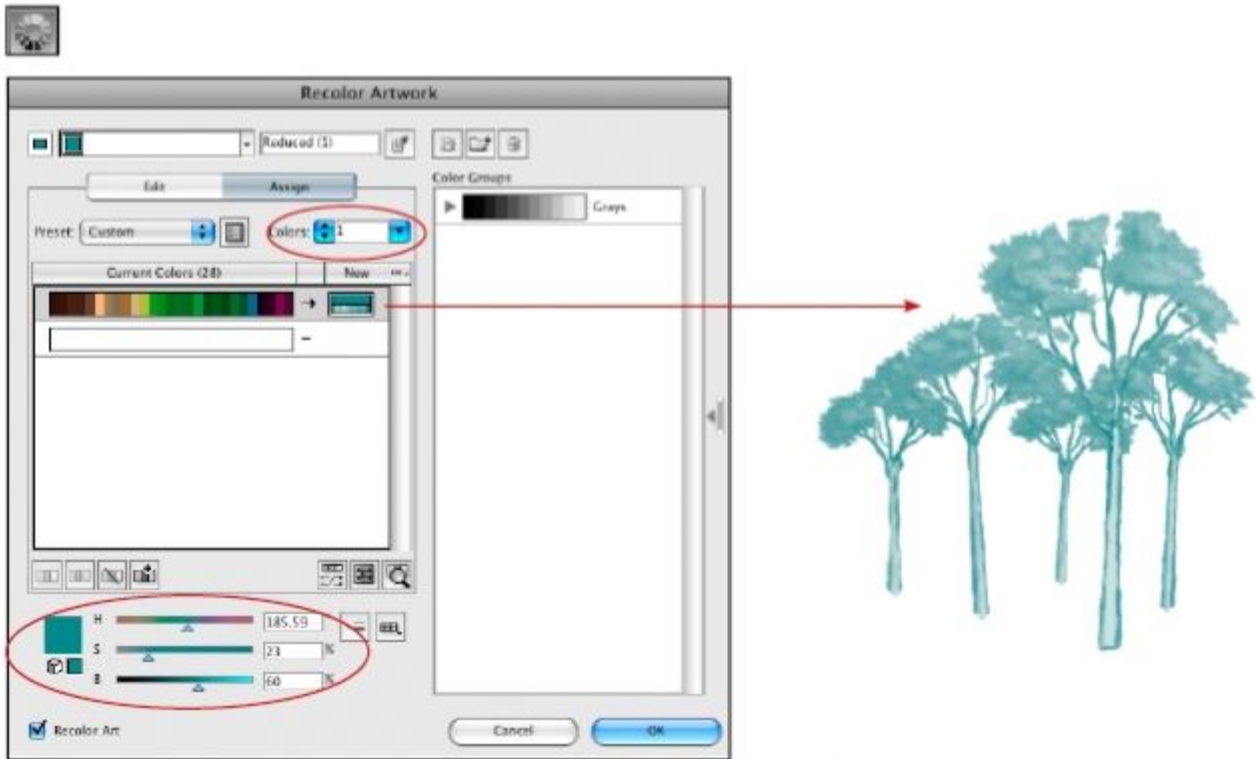 Recolor Artwork
Reduced (1)
Edit Assign
Color Groups
Grays
Preset: Custom
Colors: 1
Current Colors (28) New
H 185.59
S 23 %
B 60 %
Recolor Art
Cancel OK